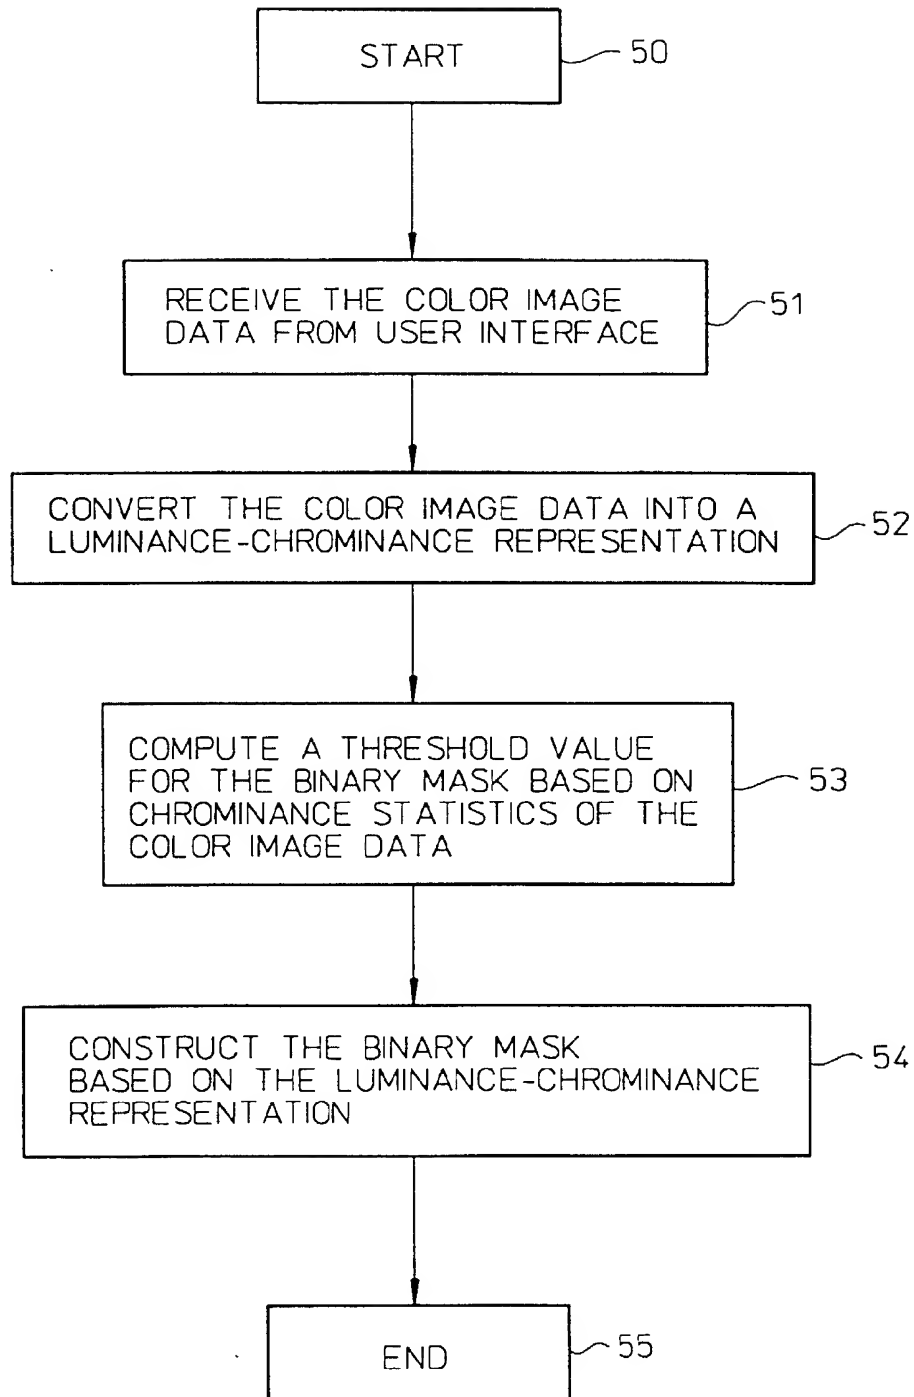 START
50
RECEIVE THE COLOR IMAGE
DATA FROM USER INTERFACE
51
CONVERT THE COLOR IMAGE DATA INTO A
LUMINANCE-CHROMINANCE REPRESENTATION
52
COMPUTE A THRESHOLD VALUE
FOR THE BINARY MASK BASED ON
CHROMINANCE STATISTICS OF THE
COLOR IMAGE DATA
53
CONSTRUCT THE BINARY MASK
BASED ON THE LUMINANCE-CHROMINANCE
REPRESENTATION
54
END
55